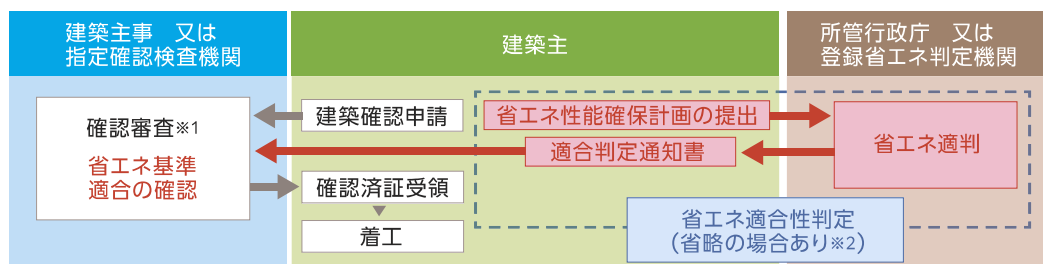 建築主事　又は
指定確認検査機関
建築主
所管行政庁　又は
登録省エネ判定機関
確認審査※1
省エネ基準
適合の確認
建築確認申請
省エネ性能確保計画の提出
適合判定通知書
省エネ適判
確認済証受領
着工
省エネ適合性判定
（省略の場合あり※2）